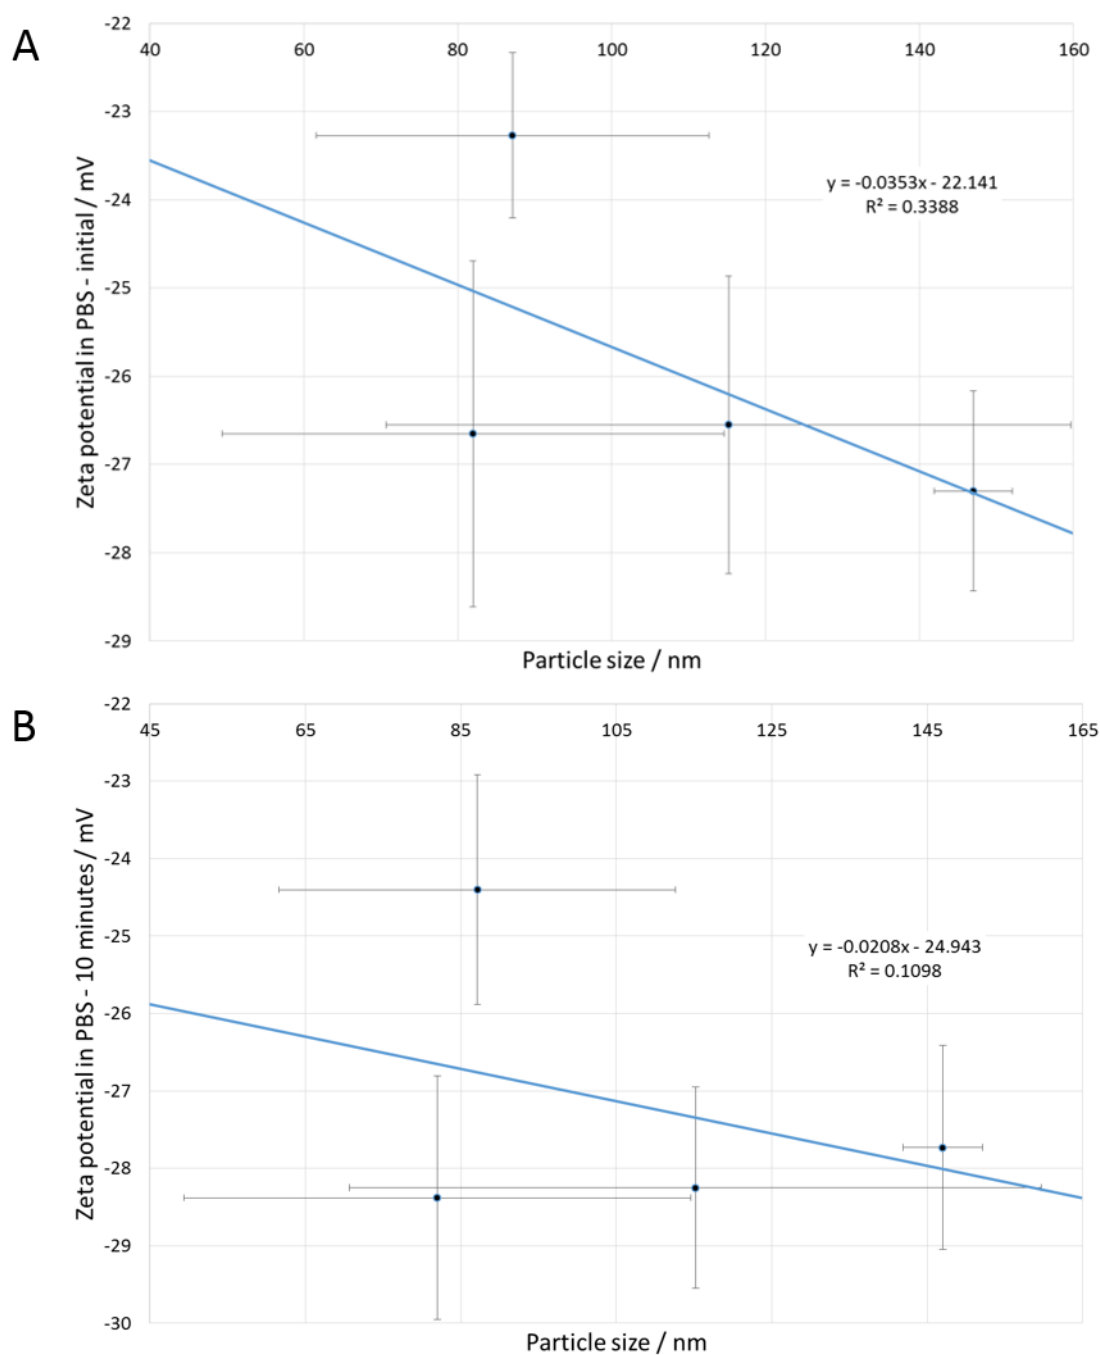 A
-22
40 60 80 100 120 140 160
-23
-24
-25
-26
-27
-28
-29
Zeta potential in PBS - initial / mV
y = -0.0353x - 22.141
R² = 0.3388
Particle size / nm
B
-22
45 65 85 105 125 145 165
-23
-24
-25
-26
-27
-28
-29
-30
Zeta potential in PBS - 10 minutes / mV
y = -0.0208x - 24.943
R² = 0.1098
Particle size / nm